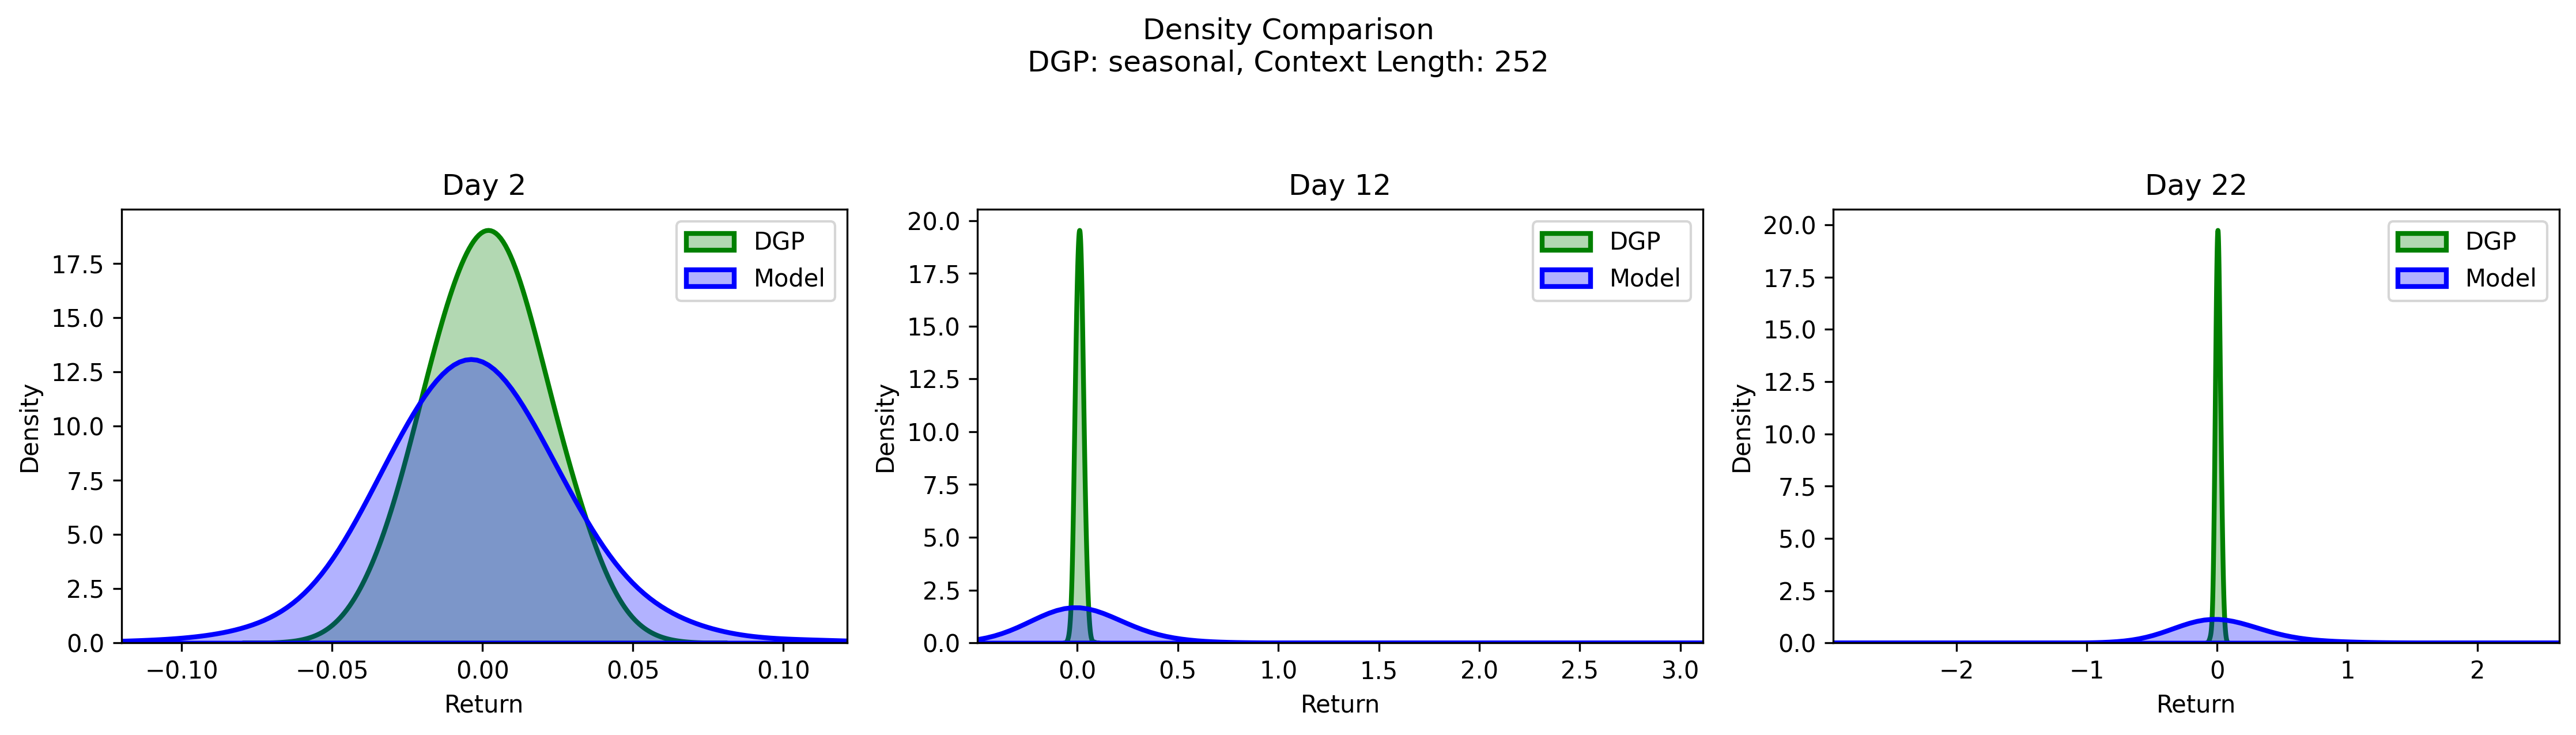 Density Comparison
DGP: seasonal, Context Length: 252
Day 2
Density
17.5
15.0
12.5
10.0
7.5
5.0
2.5
0.0
−0.10
−0.05
0.00
0.05
0.10
Return
DGP
Model
Day 12
Density
20.0
17.5
15.0
12.5
10.0
7.5
5.0
2.5
0.0
0.0
0.5
1.0
1.5
2.0
2.5
3.0
Return
DGP
Model
Day 22
Density
20.0
17.5
15.0
12.5
10.0
7.5
5.0
2.5
0.0
−2
−1
0
1
2
Return
DGP
Model